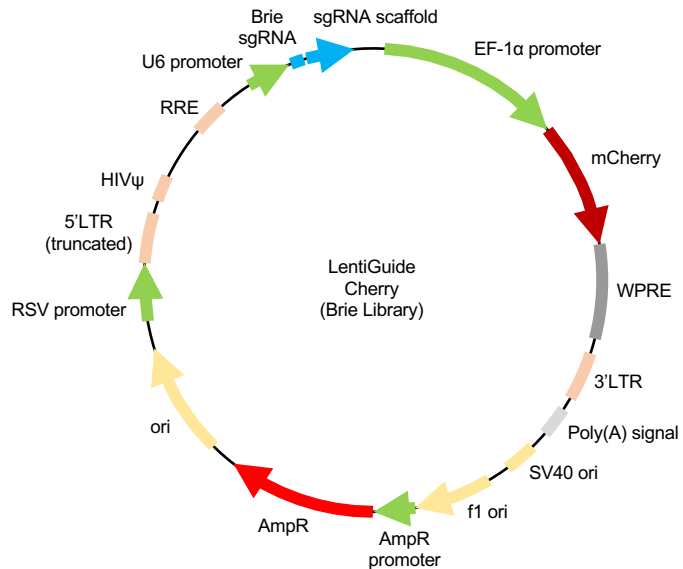 Brie
sgRNA
sgRNA scaffold
EF-1α promoter
U6 promoter
RRE
mCherry
HIVψ
5’LTR
(truncated)
LentiGuide
Cherry
(Brie Library)
WPRE
RSV promoter
3’LTR
ori
Poly(A) signal
SV40 ori
f1 ori
AmpR
AmpR
promoter